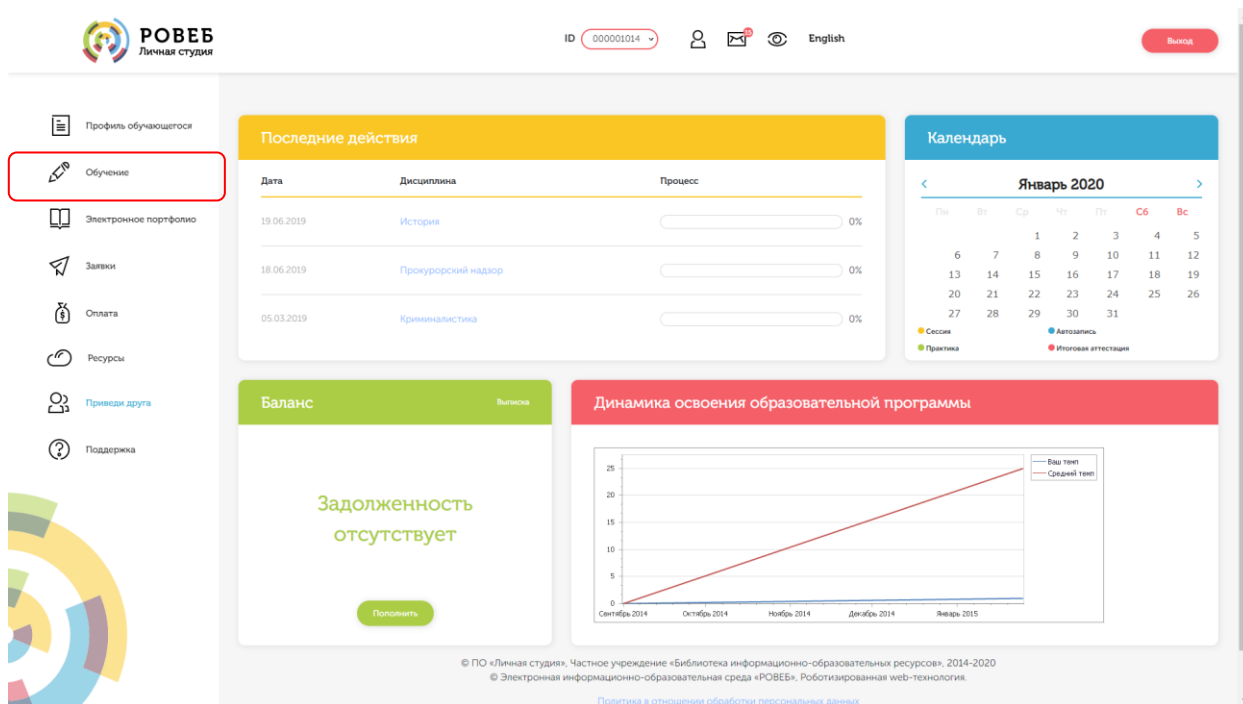 РОВЕБ
Личная студия
ID 000001014
15
English
Выход
Профиль обучающегося
Обучение
Электронное портфолио
Заявки
Оплата
Ресурсы
Приведи друга
Поддержка
Последние действия
Дата Дисциплина Процесс
19.06.2019 История 0%
18.06.2019 Прокурорский надзор 0%
05.03.2019 Криминалистика 0%
Календарь
< Январь 2020 >
Пн Вт Ср Чт Пт Сб Вс
1 2 3 4 5
6 7 8 9 10 11 12
13 14 15 16 17 18 19
20 21 22 23 24 25 26
27 28 29 30 31
Сессия Автозапись
Практика Итоговая аттестация
Баланс Выписка
Задолженность
отсутствует
Пополнить
Динамика освоения образовательной программы
25
20
15
10
5
0
Сентябрь 2014 Октябрь 2014 Ноябрь 2014 Декабрь 2014 Январь 2015
Ваш темп
Средний темп
© ПО «Личная студия», Частное учреждение «Библиотека информационно-образовательных ресурсов», 2014-2020
© Электронная информационно-образовательная среда «РОВЕБ», Роботизированная web-технология.
Политика в отношении обработки персональных данных